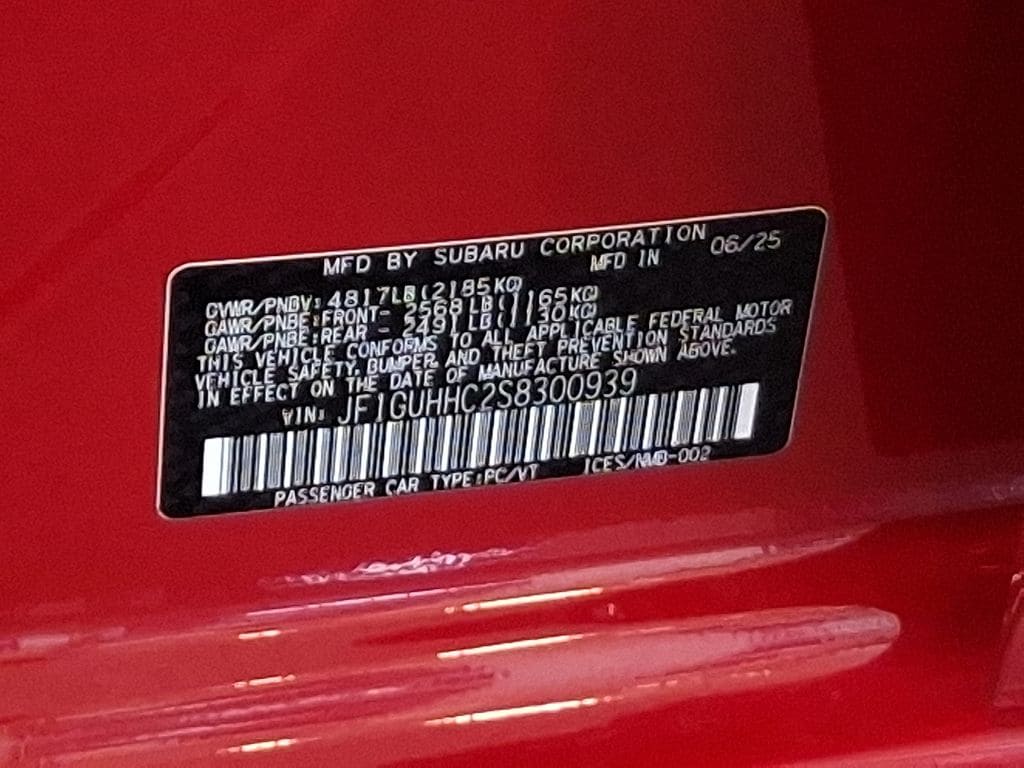 MFD BY SUBARU CORPORATION
MFD IN 06/25
GVWR/PNBV: 4817LB(2185KG)
GAWR/PNBE:FRONT- 2568LB(1165KG)
GAWR/PNBE:REAR - 2491LB(1130KG)
THIS VEHICLE CONFORMS TO ALL APPLICABLE FEDERAL MOTOR
VEHICLE SAFETY, BUMPER AND THEFT PREVENTION STANDARDS
IN EFFECT ON THE DATE OF MANUFACTURE SHOWN ABOVE.
VIN: JF1GUHHC2S8300939
PASSENGER CAR TYPE:PC/VT ICES/NMB-002